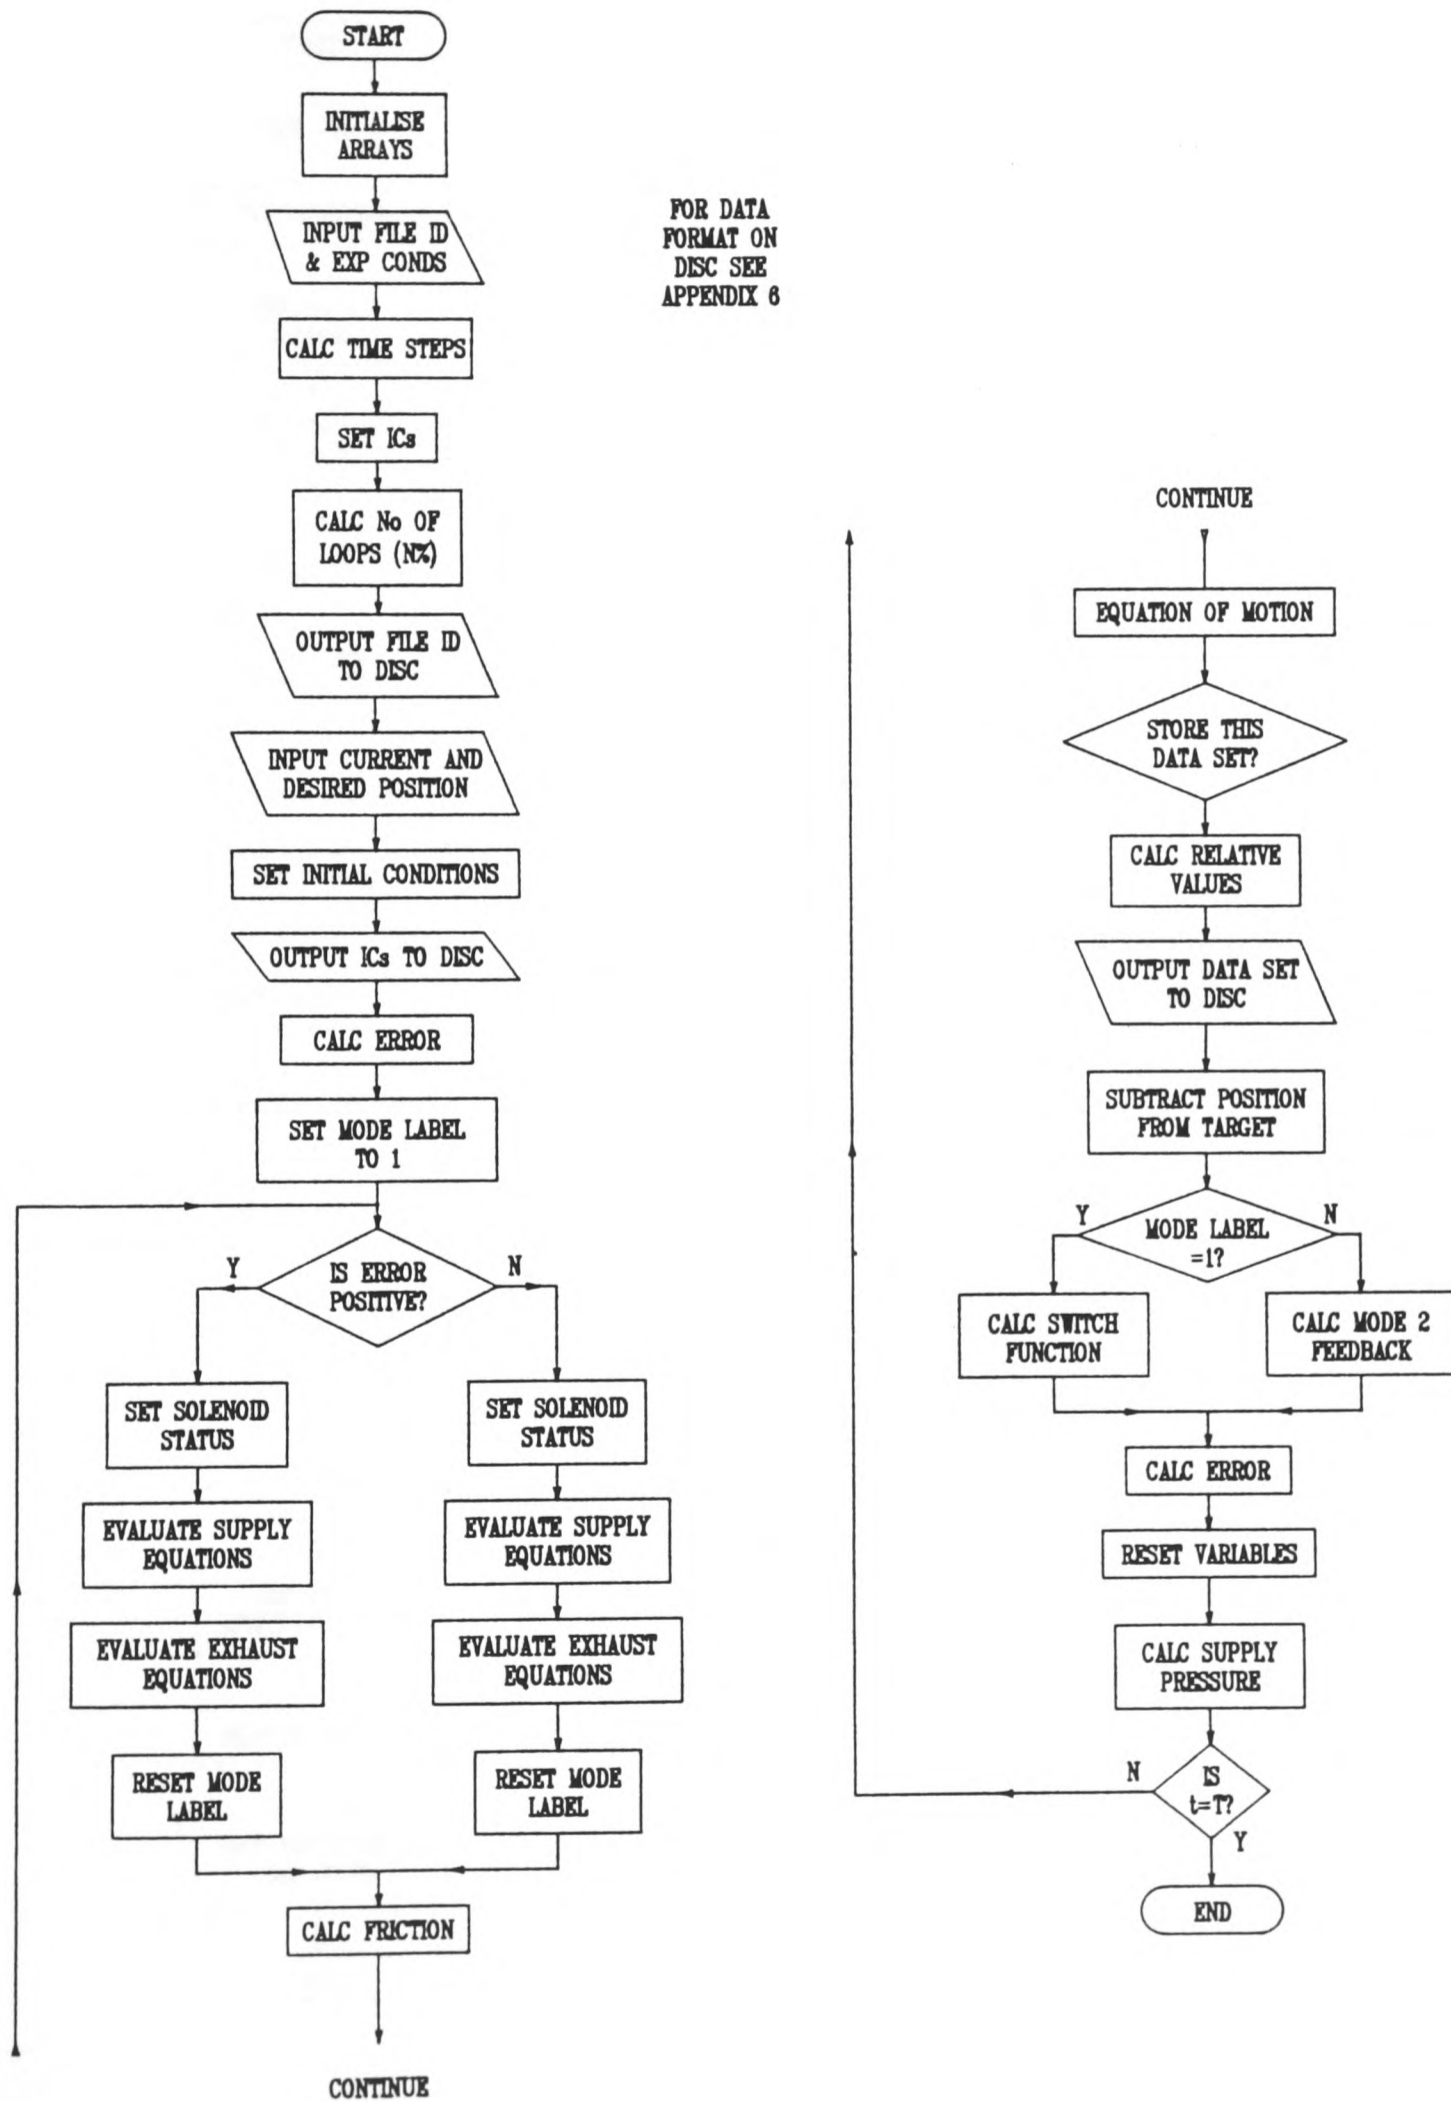 START
INITIALISE
ARRAYS
INPUT FILE ID
& EXP CONDS
FOR DATA
FORMAT ON
DISC SEE
APPENDIX 6
CALC TIME STEPS
SET ICs
CALC No OF
LOOPS (N%)
OUTPUT FILE ID
TO DISC
INPUT CURRENT AND
DESIRED POSITION
SET INITIAL CONDITIONS
OUTPUT ICs TO DISC
CALC ERROR
SET MODE LABEL
TO 1
IS ERROR
POSITIVE?
Y
N
SET SOLENOID
STATUS
EVALUATE SUPPLY
EQUATIONS
EVALUATE EXHAUST
EQUATIONS
RESET MODE
LABEL
SET SOLENOID
STATUS
EVALUATE SUPPLY
EQUATIONS
EVALUATE EXHAUST
EQUATIONS
RESET MODE
LABEL
CALC FRICTION
CONTINUE
CONTINUE
EQUATION OF MOTION
STORE THIS
DATA SET?
CALC RELATIVE
VALUES
OUTPUT DATA SET
TO DISC
SUBTRACT POSITION
FROM TARGET
Y
MODE LABEL
=1?
N
CALC SWITCH
FUNCTION
CALC MODE 2
FEEDBACK
CALC ERROR
RESET VARIABLES
CALC SUPPLY
PRESSURE
N
IS
t=T?
Y
END